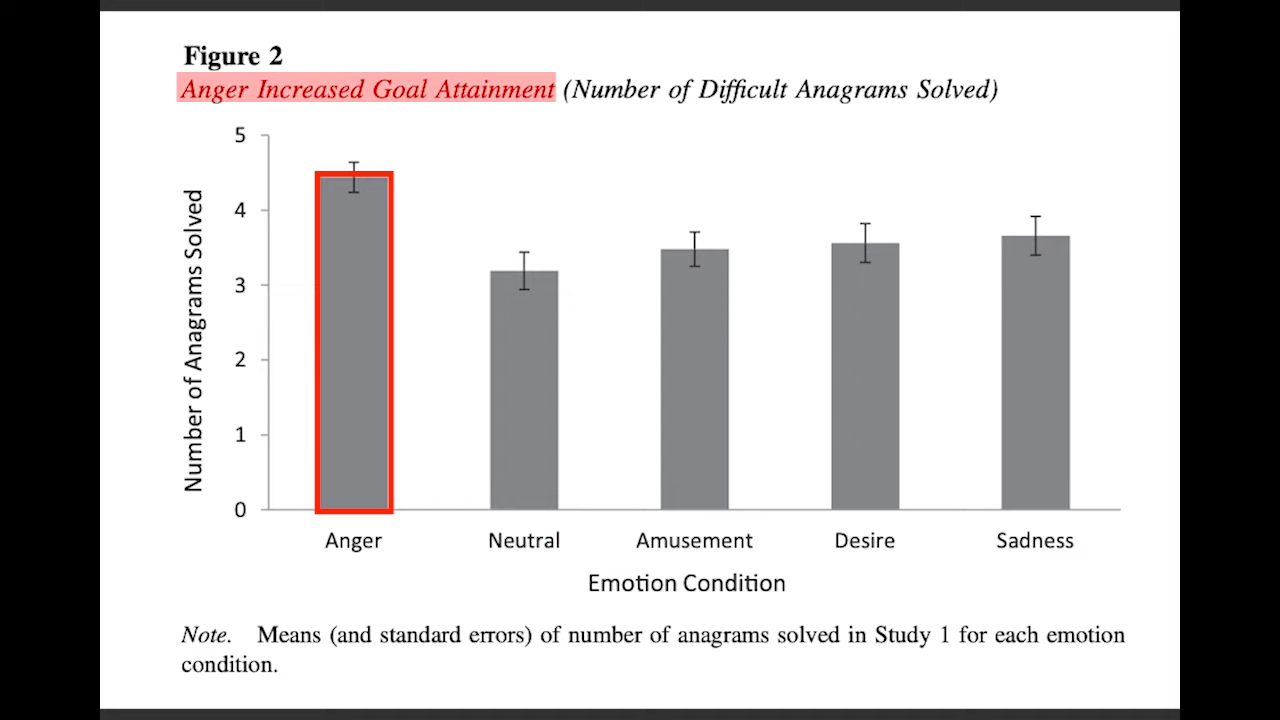 Figure 2
Anger Increased Goal Attainment (Number of Difficult Anagrams Solved)
5
4
3
2
1
0
Number of Anagrams Solved
Anger Neutral Amusement Desire Sadness
Emotion Condition
Note. Means (and standard errors) of number of anagrams solved in Study 1 for each emotion
condition.